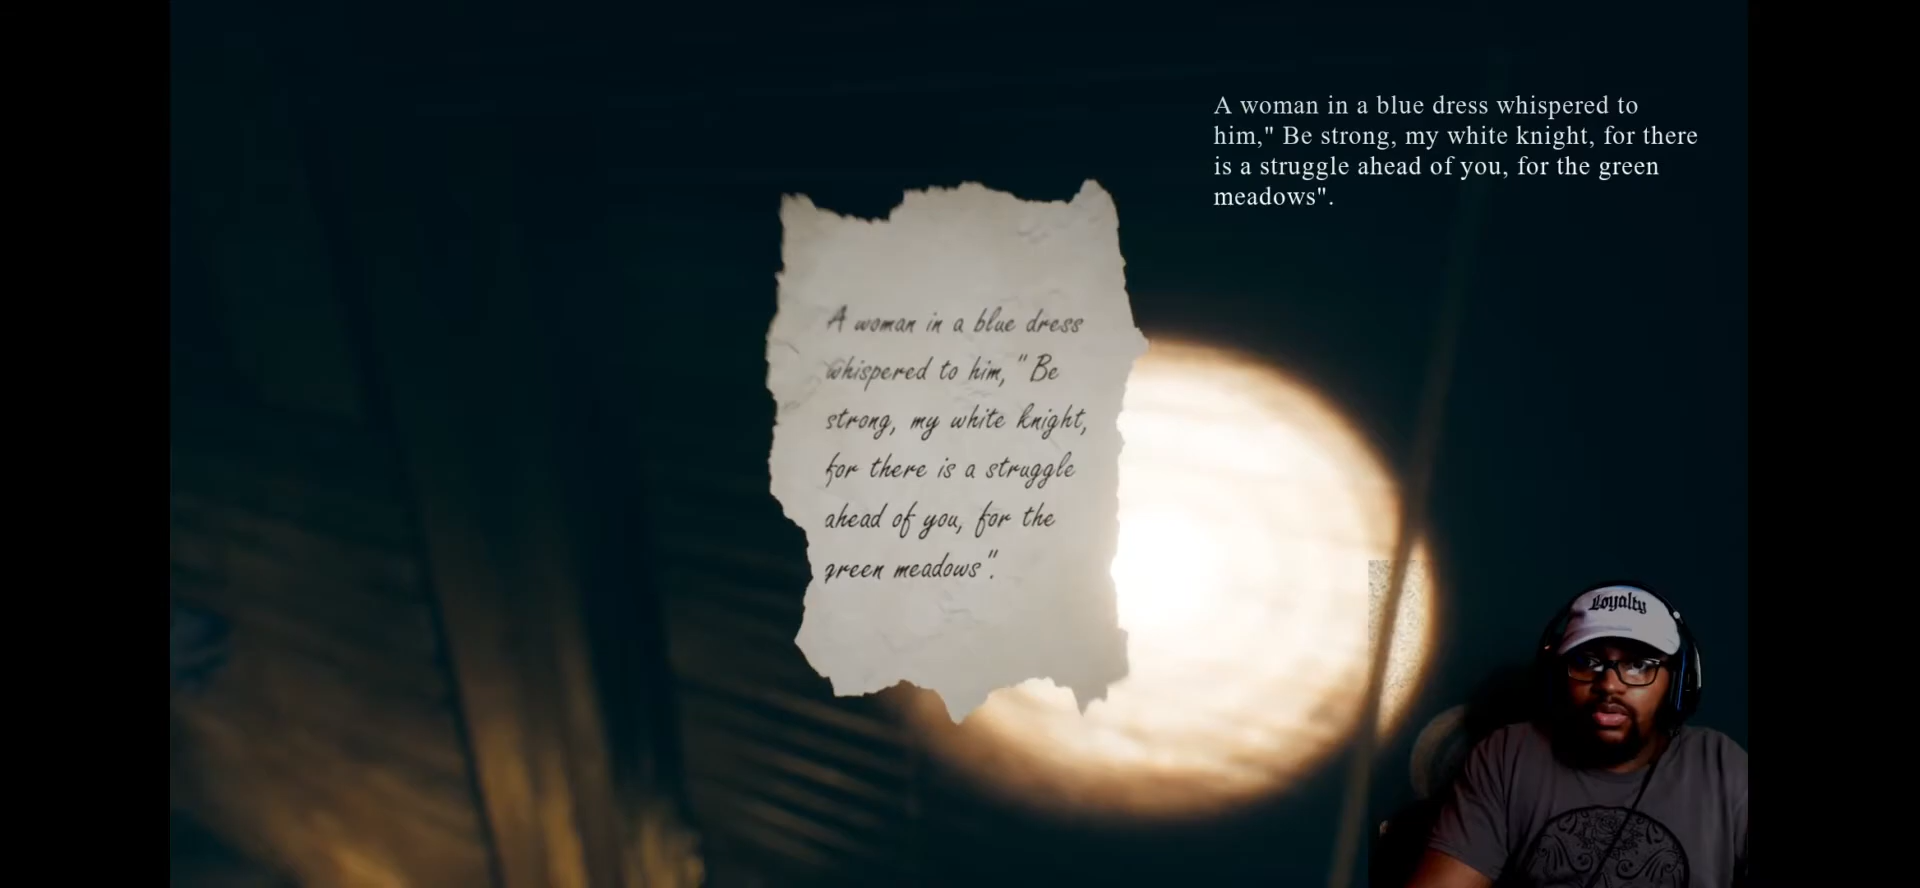 A woman in a blue dress whispered to
him," Be strong, my white knight, for there
is a struggle ahead of you, for the green
meadows".
A woman in a blue dress
whispered to him," Be
strong, my white knight,
for there is a struggle
ahead of you, for the
green meadows".
Loyalty